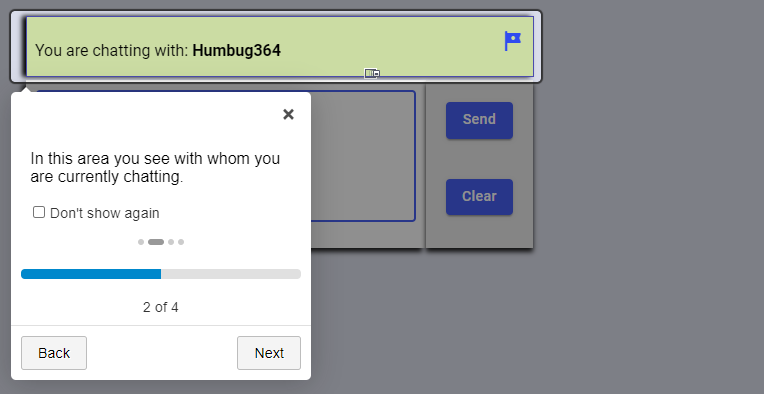 You are chatting with: Humbug364
Send
×
In this area you see with whom you
are currently chatting.
Don't show again
Clear
2 of 4
Back
Next